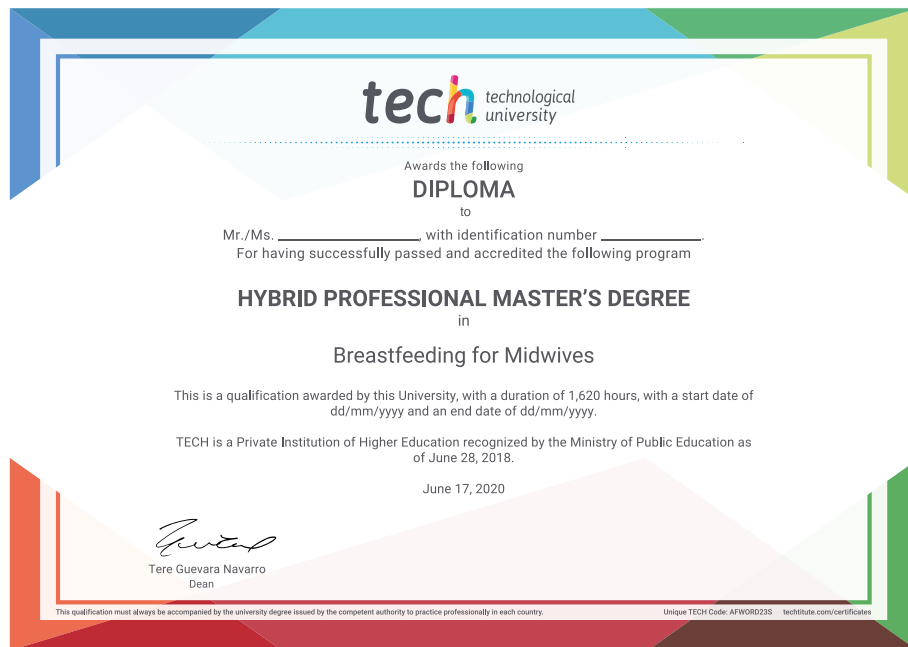 tech technological
university
Awards the following
DIPLOMA
to
Mr./Ms. ____________________, with identification number ______________.
For having successfully passed and accredited the following program
HYBRID PROFESSIONAL MASTER'S DEGREE
in
Breastfeeding for Midwives
This is a qualification awarded by this University, with a duration of 1,620 hours, with a start date of
dd/mm/yyyy and an end date of dd/mm/yyyy.
TECH is a Private Institution of Higher Education recognized by the Ministry of Public Education as
of June 28, 2018.
June 17, 2020
Tere Guevara Navarro
Dean
This qualification must always be accompanied by the university degree issued by the competent authority to practice professionally in each country. Unique TECH Code: AFWORD23S techtitute.com/certificates